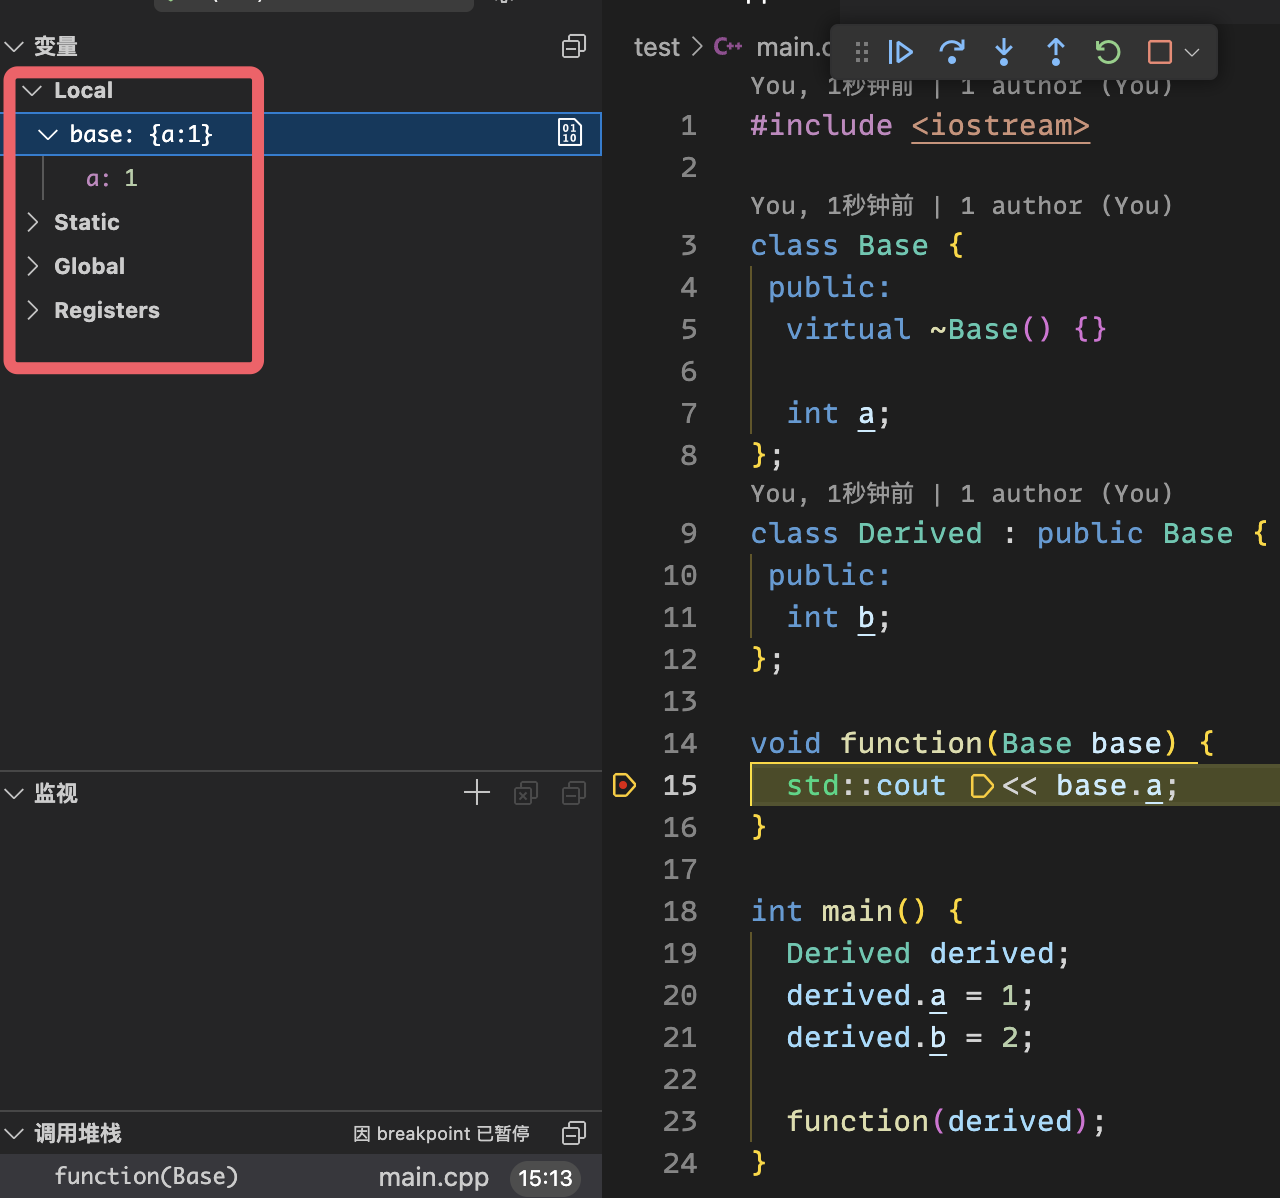 变量
Local
base: {a:1}
a: 1
Static
Global
Registers
监视
调用堆栈
因 breakpoint 已暂停
function(Base)
main.cpp
15:13
test
C++
You, 1秒钟前 | 1 author (You)
1 #include <iostream>
2
You, 1秒钟前 | 1 author (You)
3 class Base {
4 public:
5 virtual ~Base() {}
6
7 int a;
8 };
You, 1秒钟前 | 1 author (You)
9 class Derived : public Base {
10 public:
11 int b;
12 };
13
14 void function(Base base) {
15 std::cout << base.a;
16 }
17
18 int main() {
19 Derived derived;
20 derived.a = 1;
21 derived.b = 2;
22
23 function(derived);
24 }